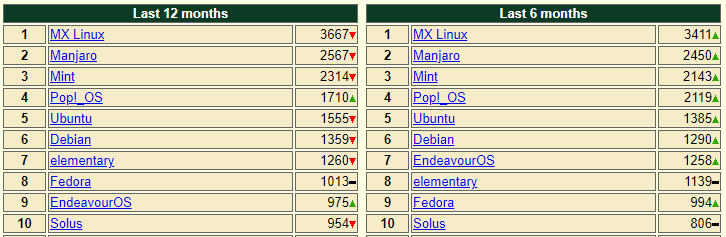 Last 12 months
1 MX Linux 3667
2 Manjaro 2567
3 Mint 2314
4 Pop!_OS 1710
5 Ubuntu 1555
6 Debian 1359
7 elementary 1260
8 Fedora 1013
9 EndeavourOS 975
10 Solus 954
Last 6 months
1 MX Linux 3411
2 Manjaro 2450
3 Mint 2143
4 Pop!_OS 2119
5 Ubuntu 1385
6 Debian 1290
7 EndeavourOS 1258
8 elementary 1139
9 Fedora 994
10 Solus 806